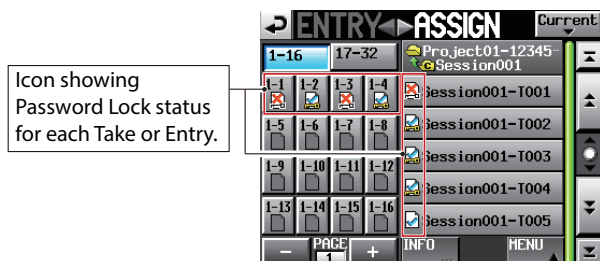 ENTRY ASSIGN Current
1-16 17-32 Project01-12345
Session001
Icon showing
Password Lock status
for each Take or Entry.
1-1 1-2 1-3 1-4 Session001-T001
1-5 1-6 1-7 1-8 Session001-T002
1-9 1-10 1-11 1-12 Session001-T003
Session001-T004
1-13 1-14 1-15 1-16 Session001-T005
PAGE INFO MENU
- 1 +